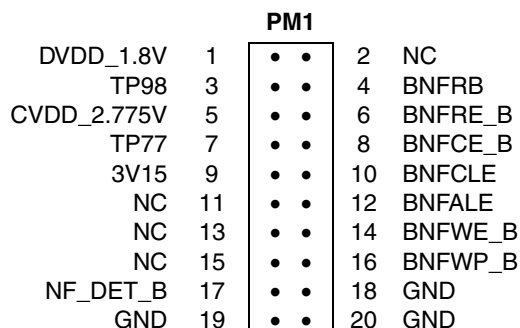 PM1
DVDD_1.8V 1 • • 2 NC
TP98 3 • • 4 BNFRB
CVDD_2.775V 5 • • 6 BNFRE_B
TP77 7 • • 8 BNFCE_B
3V15 9 • • 10 BNFCLE
NC 11 • • 12 BNFALE
NC 13 • • 14 BNFWE_B
NC 15 • • 16 BNFWP_B
NF_DET_B 17 • • 18 GND
GND 19 • • 20 GND